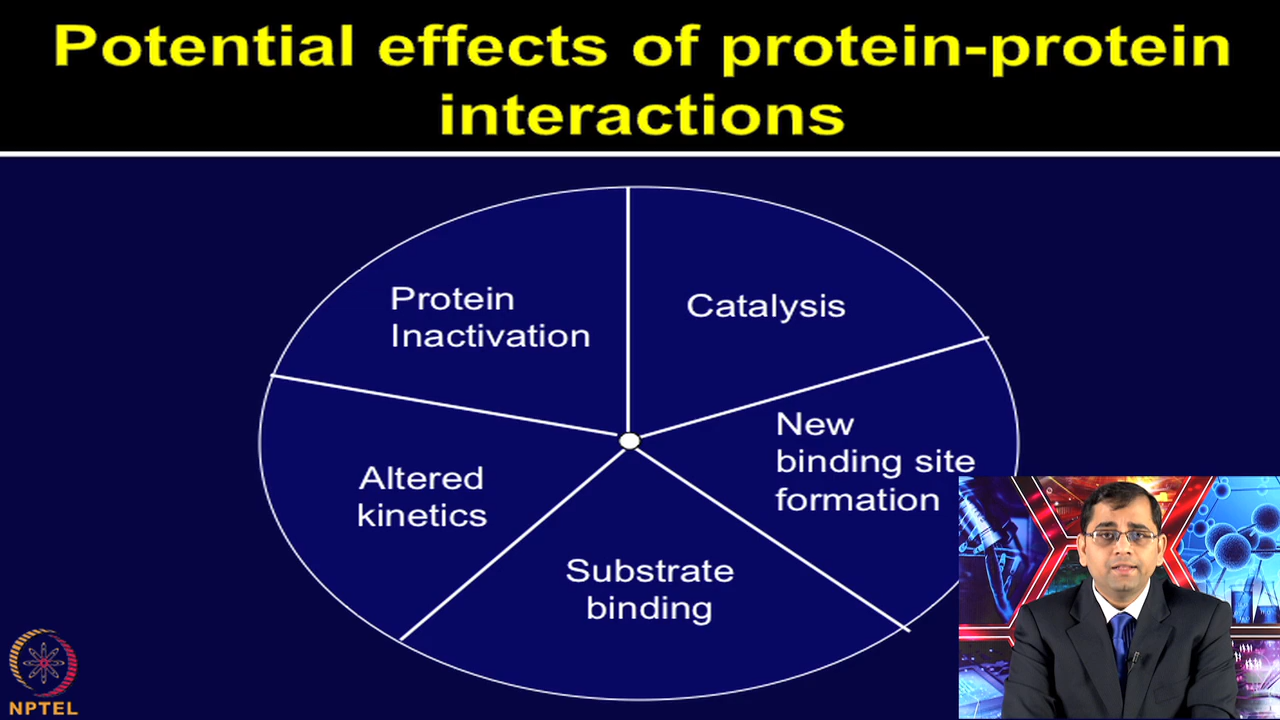 Potential effects of protein-protein
interactions
Protein
Inactivation
Catalysis
New
binding site
formation
Altered
kinetics
Substrate
binding
NPTEL